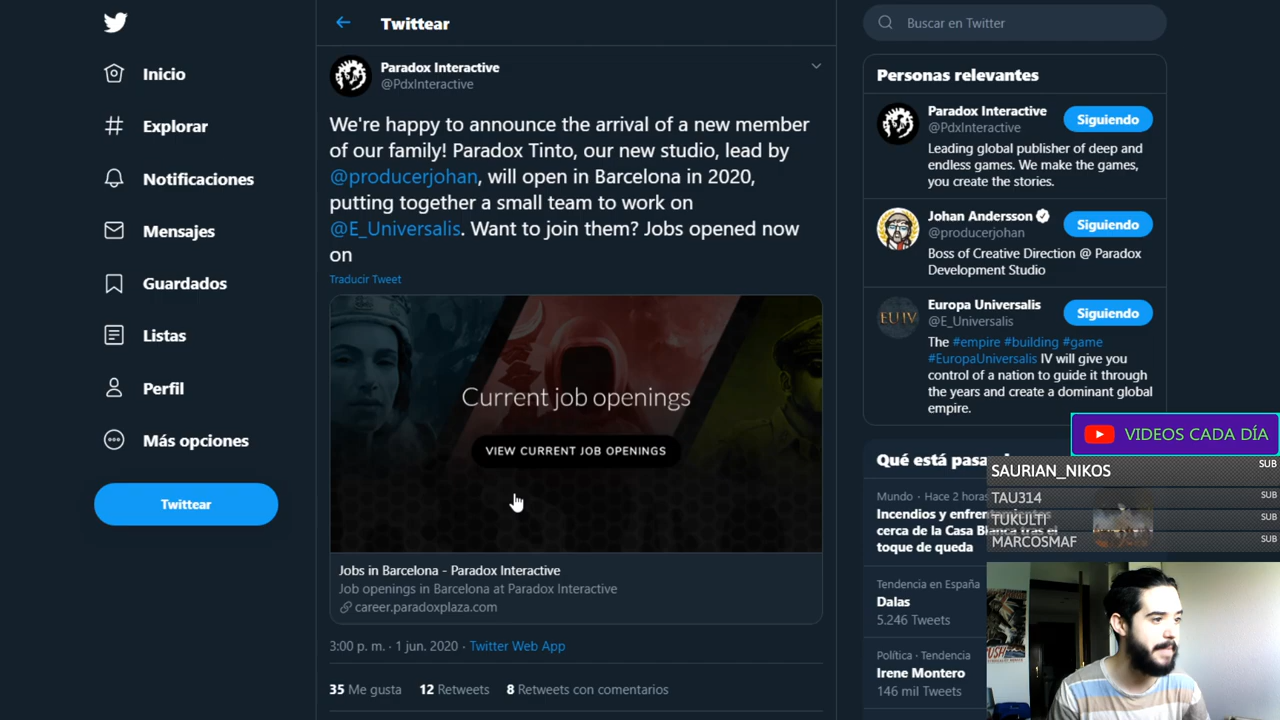 Twittear
Buscar en Twitter
Inicio
Explorar
Notificaciones
Mensajes
Guardados
Listas
Perfil
Más opciones
Twittear
Paradox Interactive
@PdxInteractive
We're happy to announce the arrival of a new member
of our family! Paradox Tinto, our new studio, lead by
@producerjohan, will open in Barcelona in 2020,
putting together a small team to work on
@E_Universalis. Want to join them? Jobs opened now
on
Traducir Tweet
Current job openings
VIEW CURRENT JOB OPENINGS
Jobs in Barcelona - Paradox Interactive
Job openings in Barcelona at Paradox Interactive
career.paradoxplaza.com
3:00 p. m. · 1 jun. 2020 · Twitter Web App
35 Me gusta 12 Retweets 8 Retweets con comentarios
Personas relevantes
Paradox Interactive
@PdxInteractive
Siguiendo
Leading global publisher of deep and
endless games. We make the games,
you create the stories.
Johan Andersson
@producerjohan
Siguiendo
Boss of Creative Direction @ Paradox
Development Studio
EUIV
Europa Universalis
@E_Universalis
Siguiendo
The #empire #building #game
#EuropaUniversalis IV will give you
control of a nation to guide it through
the years and create a dominant global
empire.
VIDEOS CADA DÍA
Qué está pasa
SAURIAN_NIKOS SUB
TAU314 SUB
TUKULTI SUB
MARCOSMAF SUB
Mundo · Hace 2 horas
Incendios y enfrentamientos
cerca de la Casa Blanca tras el
toque de queda
Tendencia en España
Dalas
5.246 Tweets
Política · Tendencia
Irene Montero
146 mil Tweets